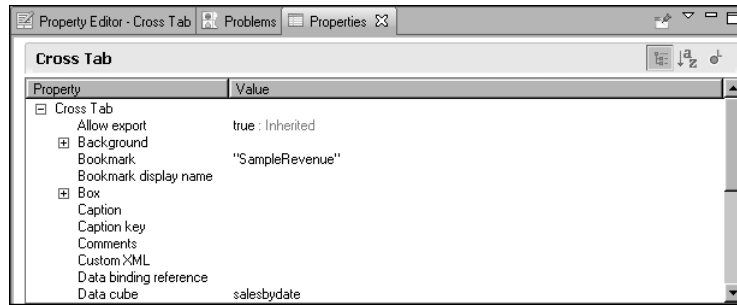 Property Editor - Cross Tab Problems Properties
Cross Tab
Property Value
Cross Tab
Allow export true : Inherited
Background
Bookmark "SampleRevenue"
Bookmark display name
Box
Caption
Caption key
Comments
Custom XML
Data binding reference
Data cube salesbydate